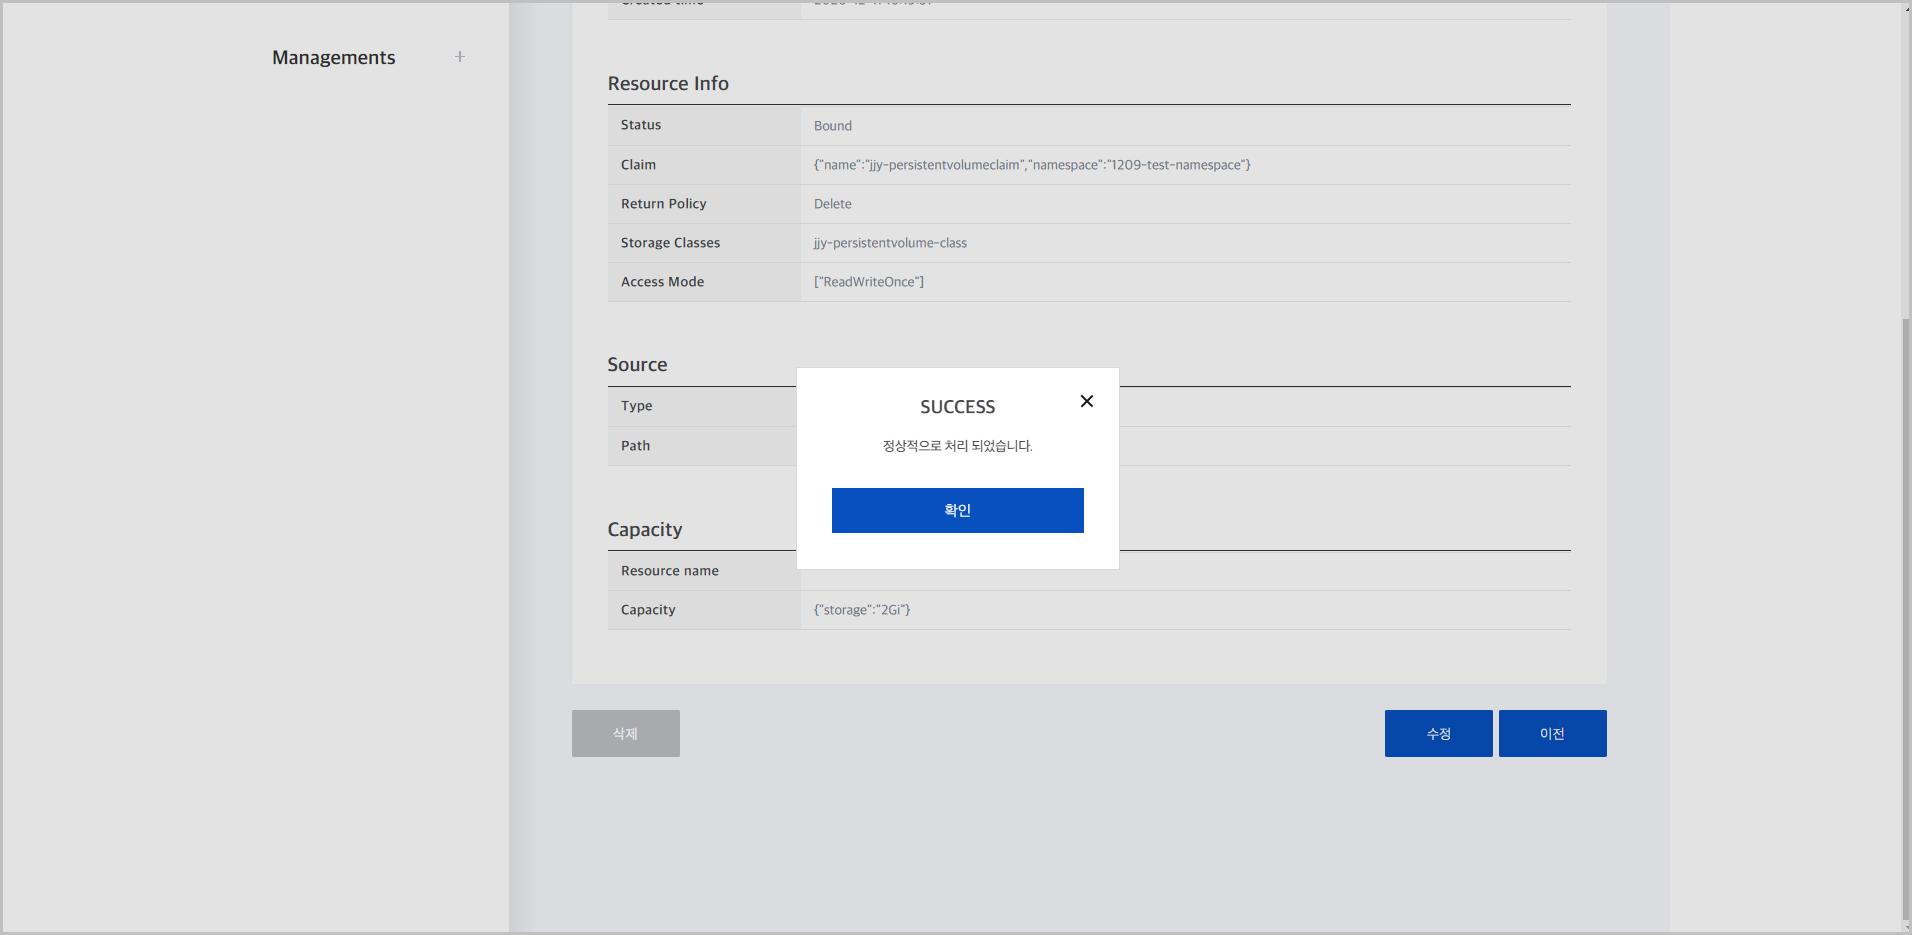 Managements
Resource Info
Status
Bound
Claim
{"name":"jjy-persistentvolumeclaim","namespace":"1209-test-namespace"}
Return Policy
Delete
Storage Classes
jjy-persistentvolume-class
Access Mode
["ReadWriteOnce"]
Source
Type
Path
SUCCESS
정상적으로 처리 되었습니다.
확인
Capacity
Resource name
Capacity
{"storage":"2Gi"}
삭제
수정
이전